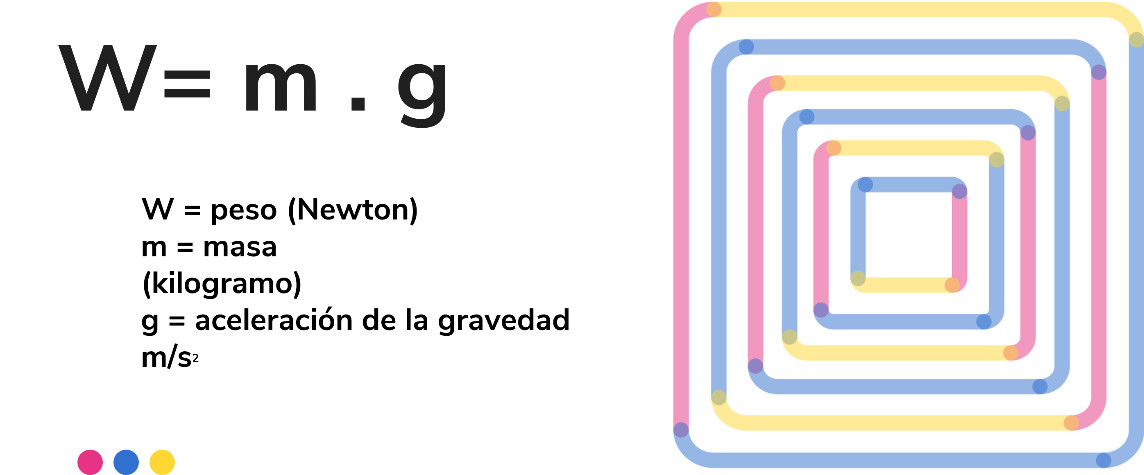 W= m . g
W = peso (Newton)
m = masa
(kilogramo)
g = aceleración de la gravedad
m/s²